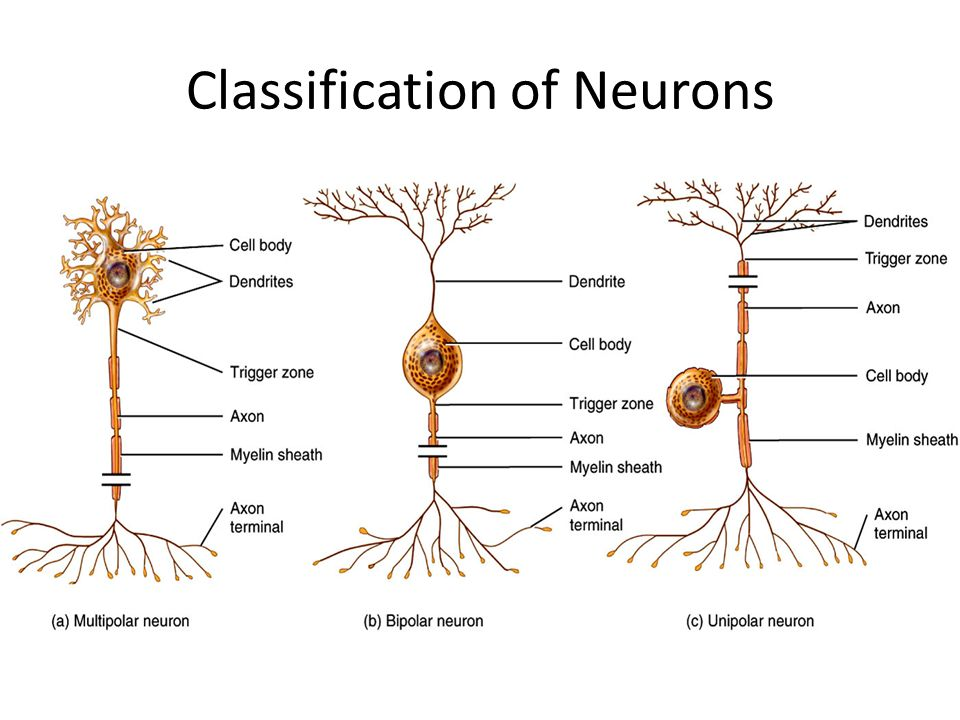 Classification of Neurons
Cell body
Dendrites
Trigger zone
Axon
Myelin sheath
Axon
terminal
(a) Multipolar neuron
Dendrite
Cell body
Trigger zone
Axon
Myelin sheath
Axon
terminal
(b) Bipolar neuron
Dendrites
Trigger zone
Axon
Cell body
Myelin sheath
Axon
terminal
(c) Unipolar neuron